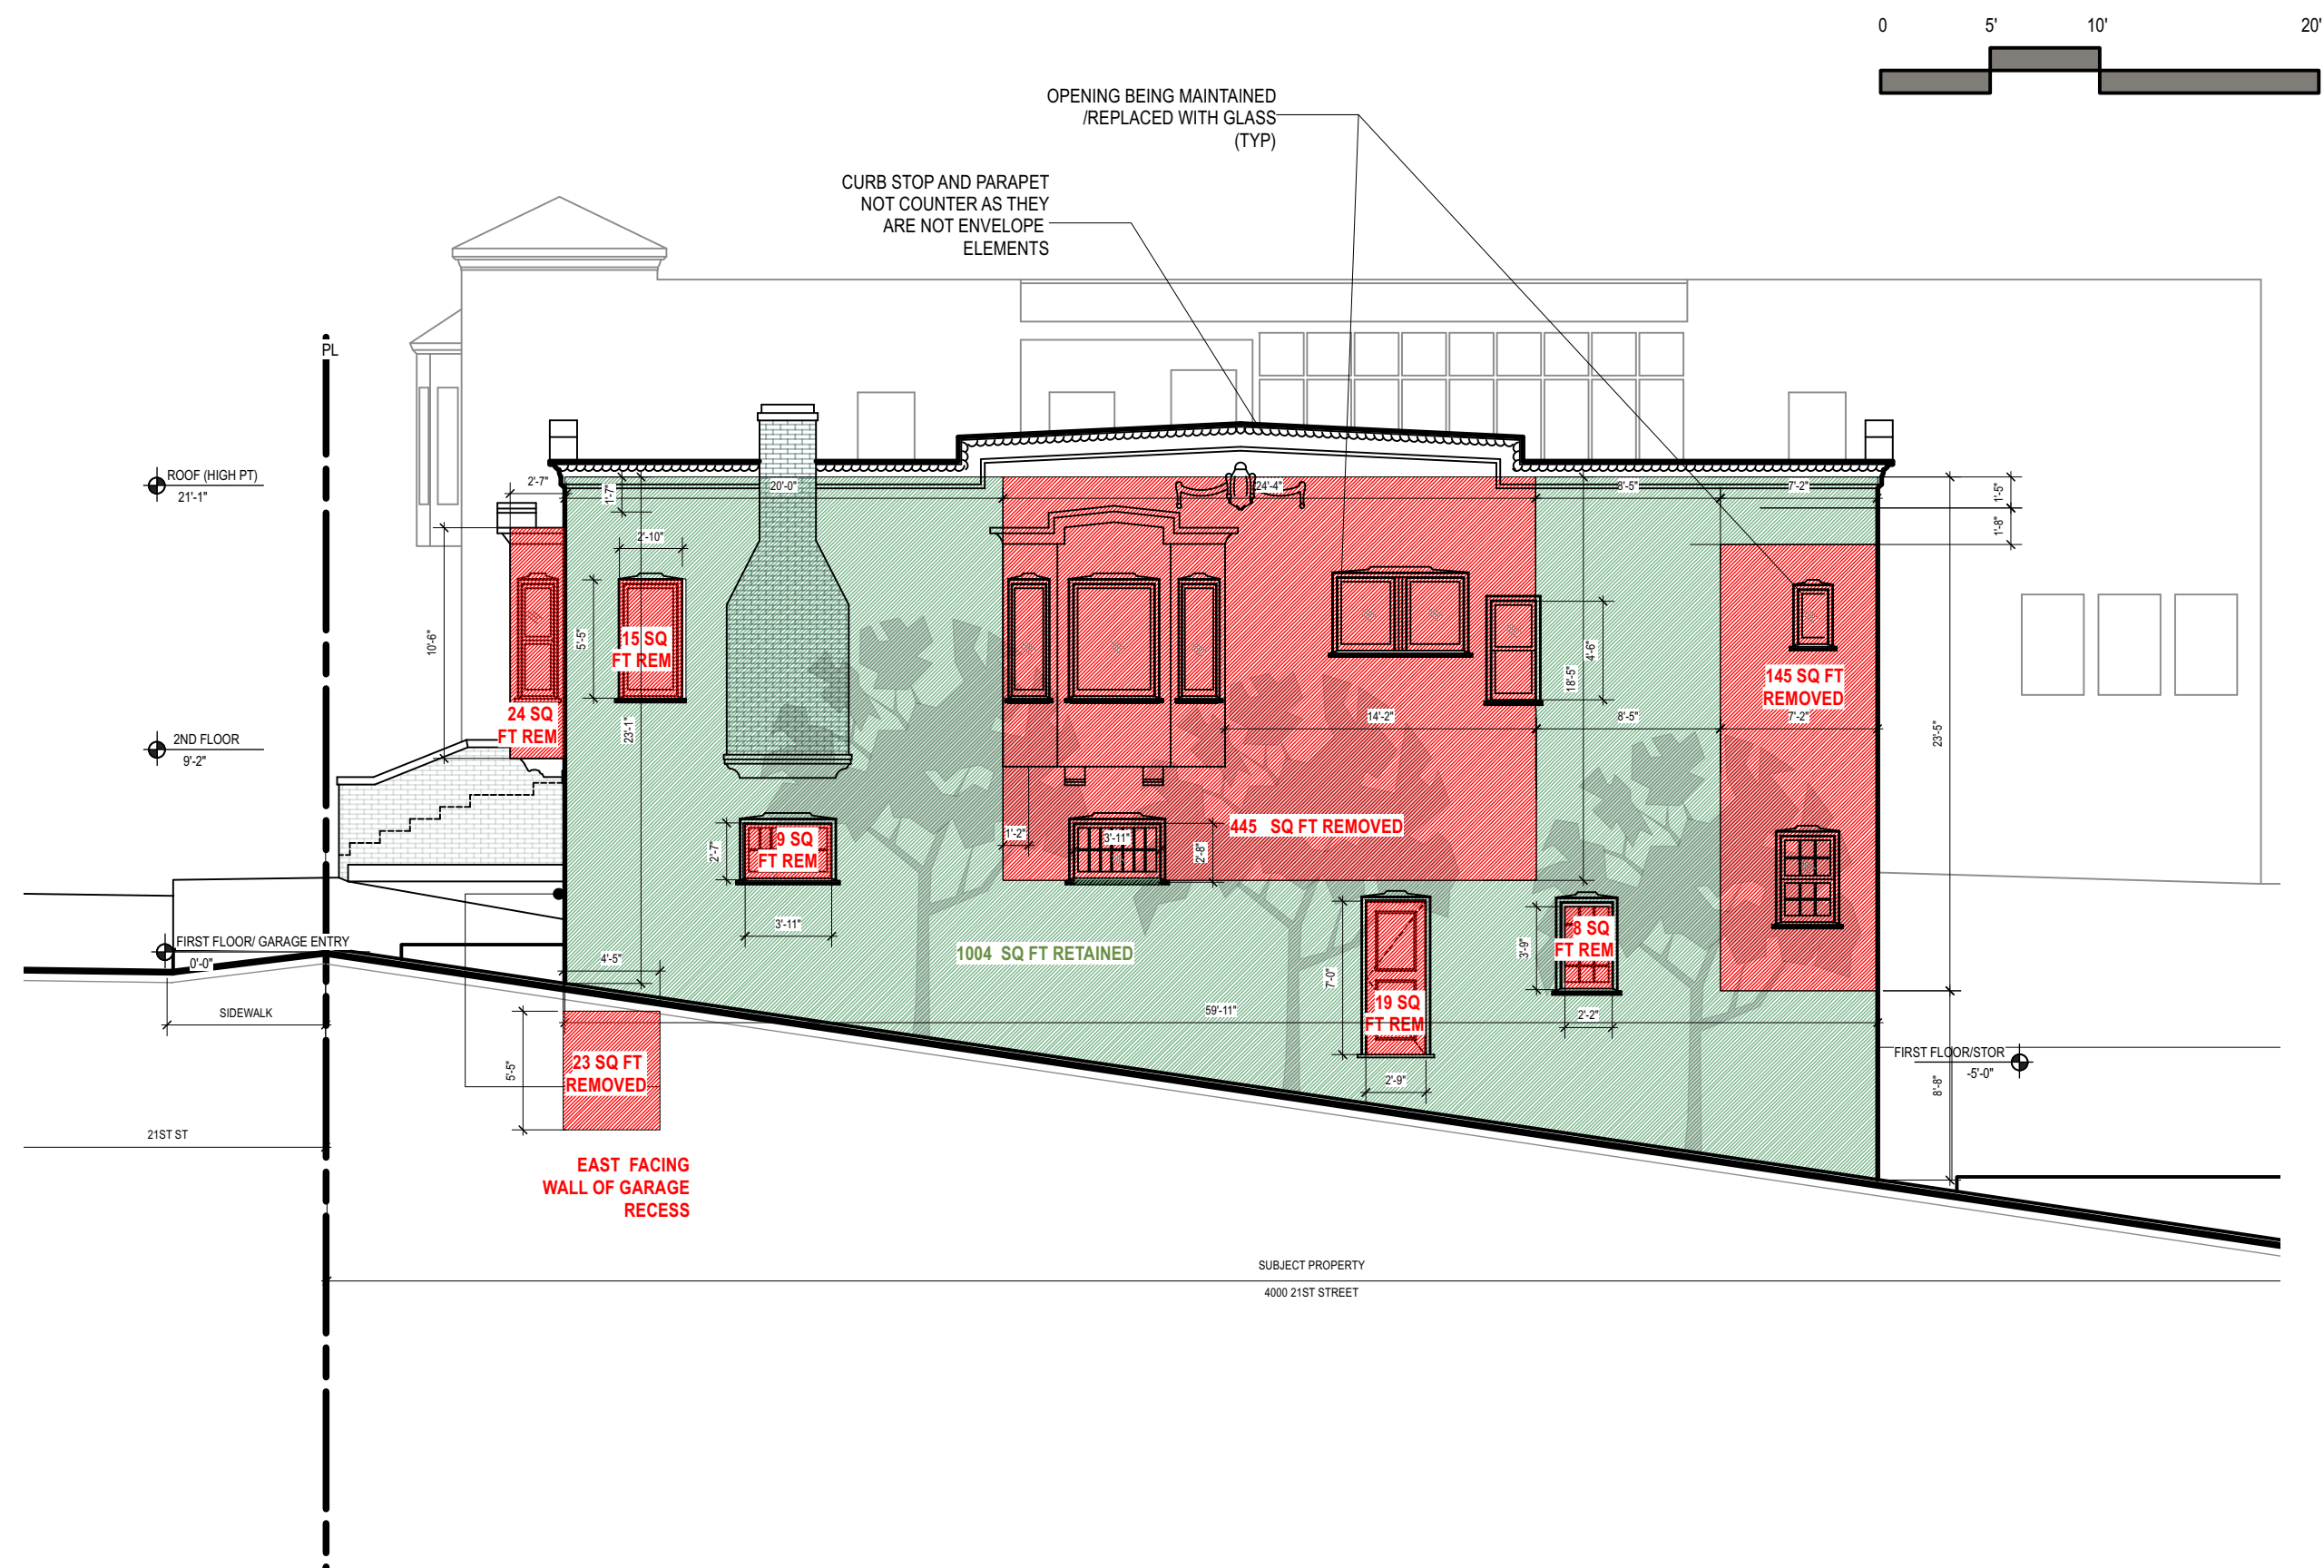 0 5' 10' 20'
OPENING BEING MAINTAINED
/REPLACED WITH GLASS
(TYP)
CURB STOP AND PARAPET
NOT COUNTER AS THEY
ARE NOT ENVELOPE
ELEMENTS
PL
ROOF (HIGH PT)
21'-1"
2'-7"
1'-7"
20'-0"
24'-4"
8'-5"
7'-2"
1'-5"
1'-8"
2'-10"
10'-6"
5'-5"
15 SQ
FT REM
24 SQ
FT REM
23'-1"
18'-5"
4'-6"
145 SQ FT
REMOVED
14'-2"
8'-5"
7'-2"
23'-5"
2ND FLOOR
9'-2"
2'-7"
9 SQ
FT REM
1'-2"
3'-11"
2'-8"
445 SQ FT REMOVED
3'-11"
1004 SQ FT RETAINED
3'-9"
8 SQ
FT REM
FIRST FLOOR/ GARAGE ENTRY
0'-0"
4'-5"
7'-0"
19 SQ
FT REM
SIDEWALK
59'-11"
2'-2"
5'-5"
23 SQ FT
REMOVED
2'-9"
FIRST FLOOR/STOR
-5'-0"
8'-8"
21ST ST
EAST FACING
WALL OF GARAGE
RECESS
SUBJECT PROPERTY
4000 21ST STREET